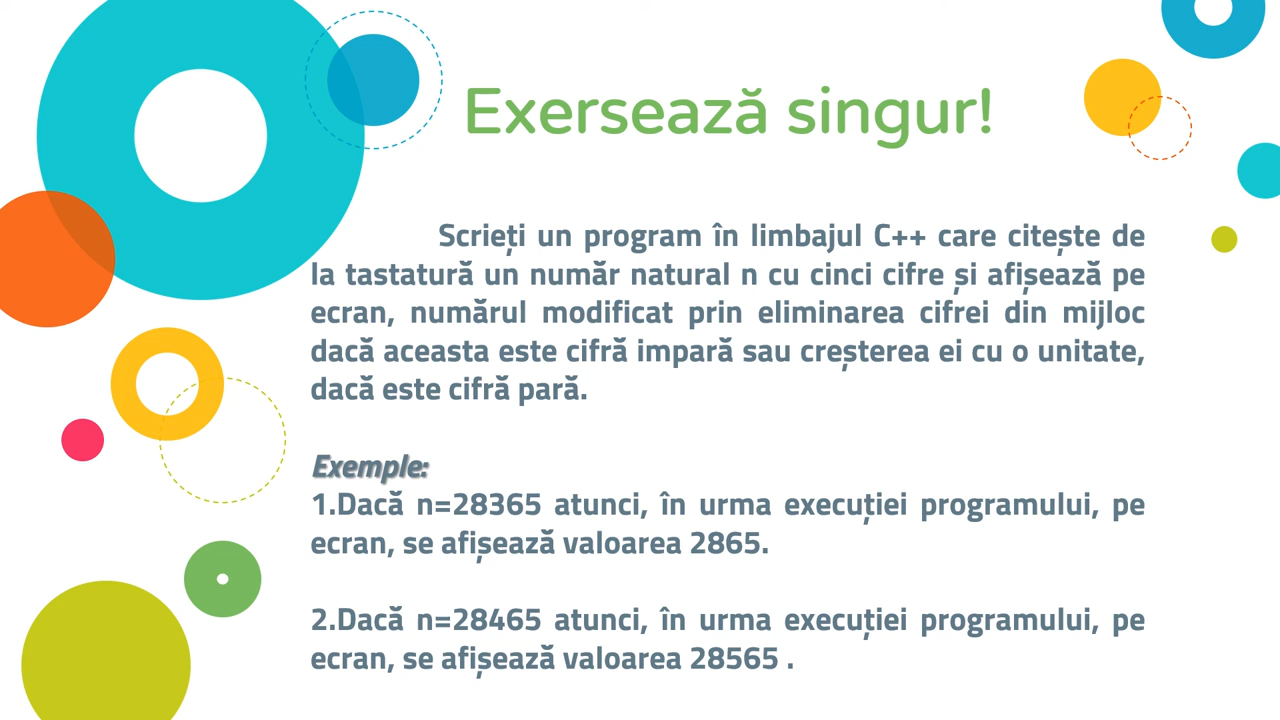 Exersează singur!
Scrieți un program în limbajul C++ care citește de
la tastatură un număr natural n cu cinci cifre și afișează pe
ecran, numărul modificat prin eliminarea cifrei din mijloc
dacă aceasta este cifră impară sau creșterea ei cu o unitate,
dacă este cifră pară.
Exemple:
1.Dacă n=28365 atunci, în urma execuției programului, pe
ecran, se afișează valoarea 2865.
2.Dacă n=28465 atunci, în urma execuției programului, pe
ecran, se afișează valoarea 28565 .